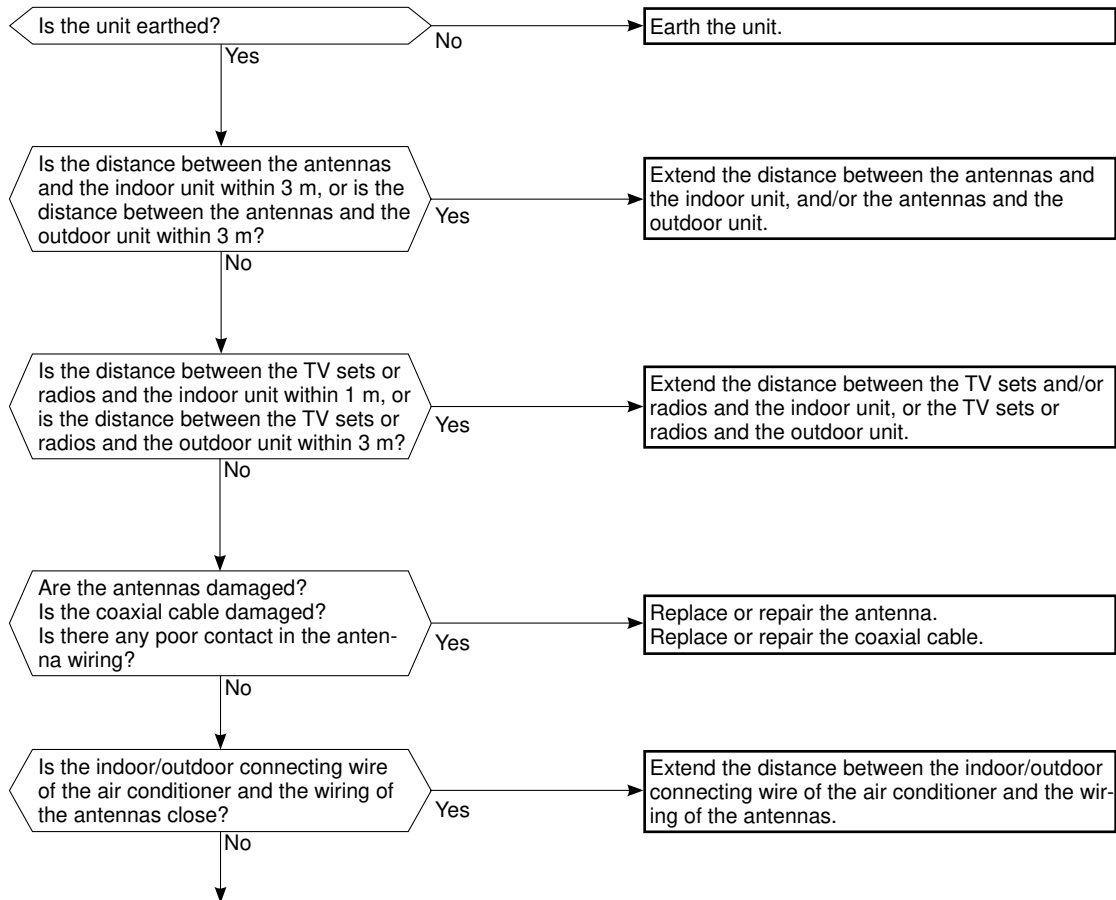 Is the unit earthed?
No
Earth the unit.
Yes
Is the distance between the antennas
and the indoor unit within 3 m, or is the
distance between the antennas and the
outdoor unit within 3 m?
Yes
Extend the distance between the antennas and
the indoor unit, and/or the antennas and the
outdoor unit.
No
Is the distance between the TV sets or
radios and the indoor unit within 1 m, or
is the distance between the TV sets or
radios and the outdoor unit within 3 m?
Yes
Extend the distance between the TV sets and/or
radios and the indoor unit, or the TV sets or
radios and the outdoor unit.
No
Are the antennas damaged?
Is the coaxial cable damaged?
Is there any poor contact in the anten-
na wiring?
Yes
Replace or repair the antenna.
Replace or repair the coaxial cable.
No
Is the indoor/outdoor connecting wire
of the air conditioner and the wiring of
the antennas close?
Yes
Extend the distance between the indoor/outdoor
connecting wire of the air conditioner and the wir-
ing of the antennas.
No